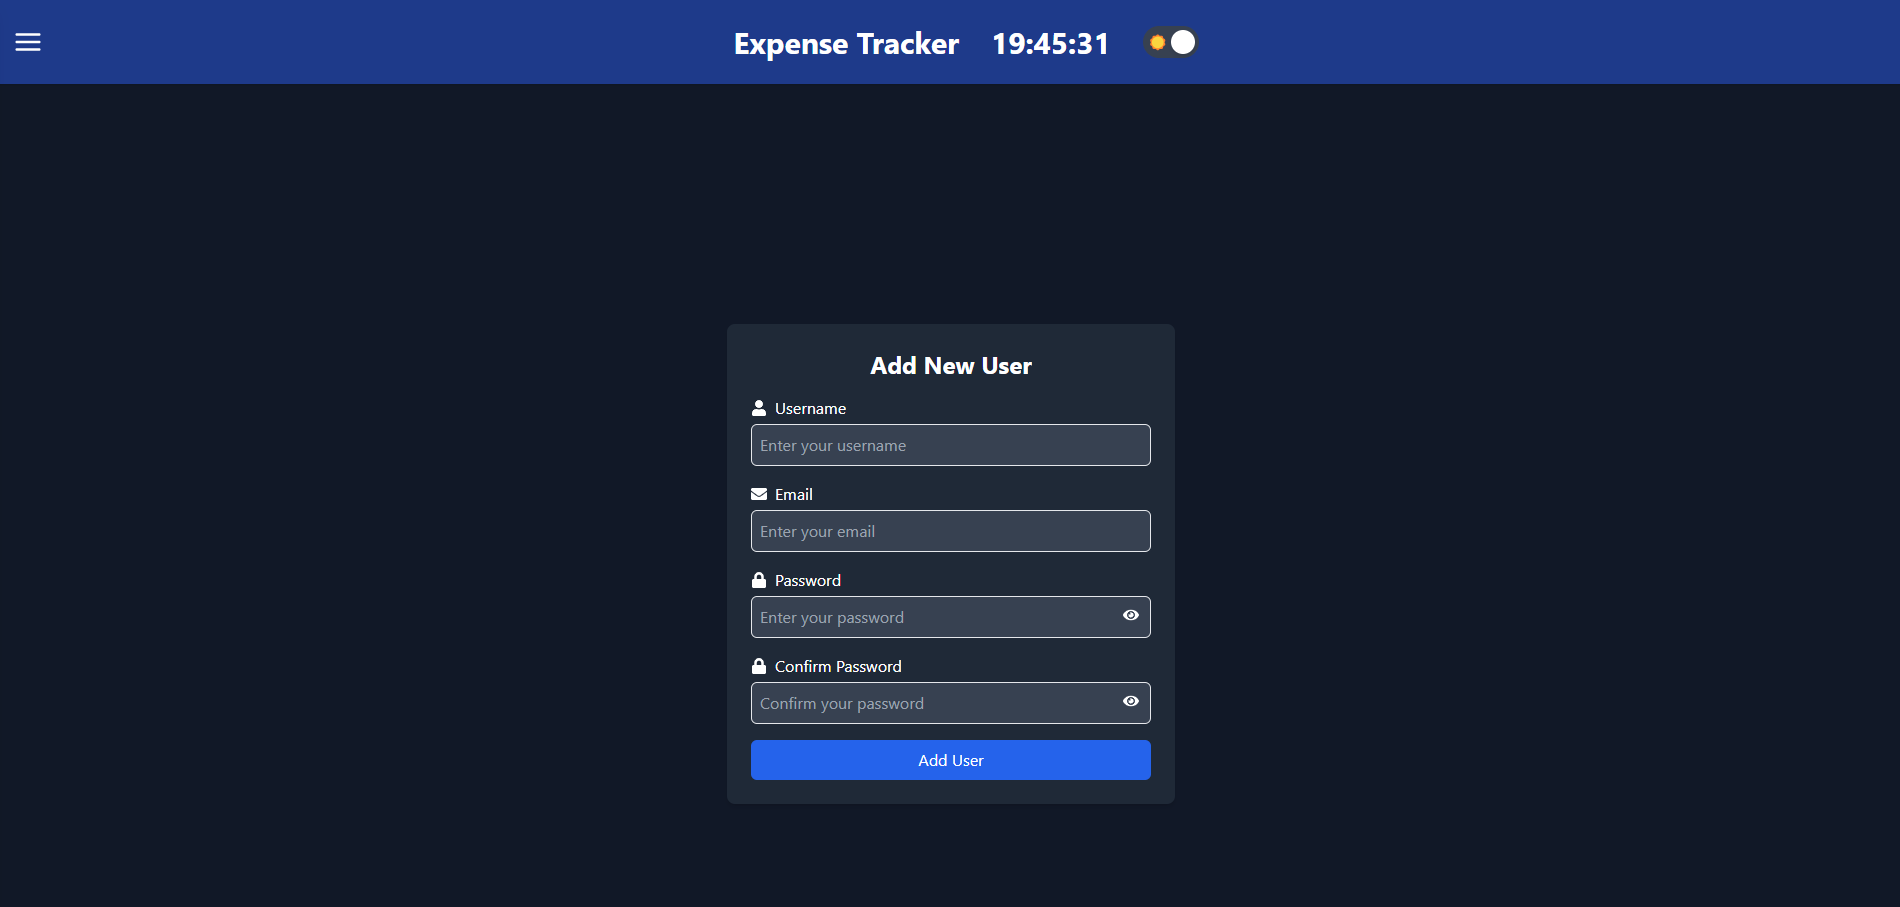 Expense Tracker 19:45:31
Add New User
Username
Enter your username
Email
Enter your email
Password
Enter your password
Confirm Password
Confirm your password
Add User